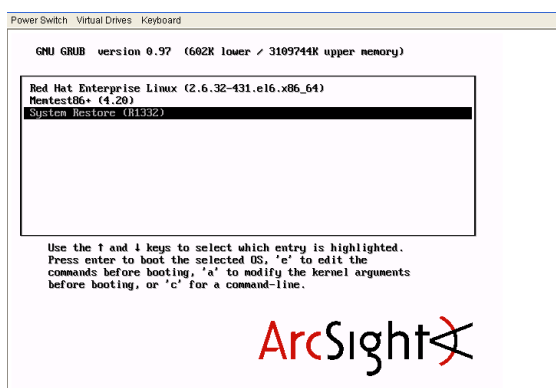 Power Switch Virtual Drives Keyboard
GNU GRUB version 0.97 (602K lower / 3109744K upper memory)
Red Hat Enterprise Linux (2.6.32-431.el6.x86_64)
Memtest86+ (4.20)
System Restore (R1332)
Use the ↑ and ↓ keys to select which entry is highlighted.
Press enter to boot the selected OS, 'e' to edit the
commands before booting, 'a' to modify the kernel arguments
before booting, or 'c' for a command-line.
ArcSight